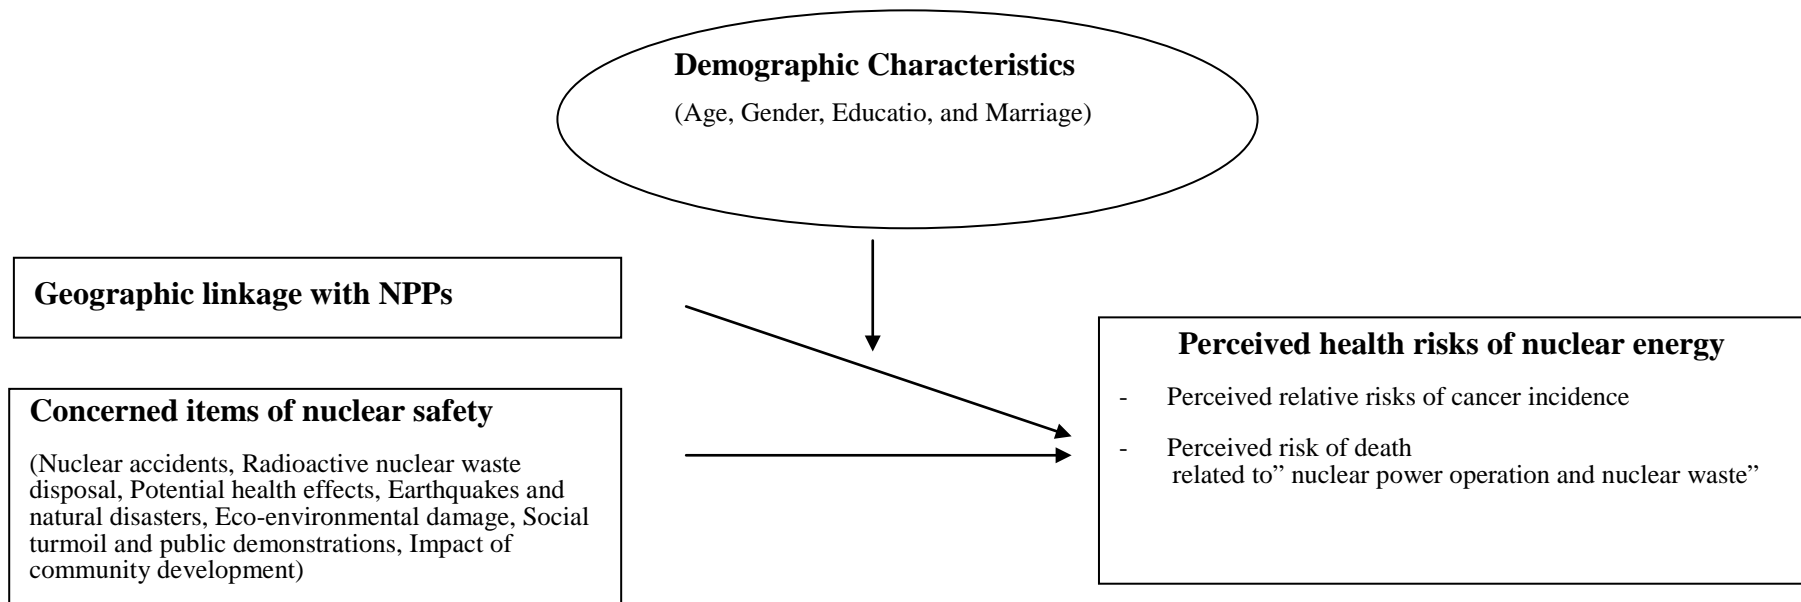 Demographic Characteristics
(Age, Gender, Educatio, and Marriage)
Geographic linkage with NPPs
Concerned items of nuclear safety
(Nuclear accidents, Radioactive nuclear waste
disposal, Potential health effects, Earthquakes and
natural disasters, Eco-environmental damage, Social
turmoil and public demonstrations, Impact of
community development)
Perceived health risks of nuclear energy
- Perceived relative risks of cancer incidence
- Perceived risk of death
related to” nuclear power operation and nuclear waste”